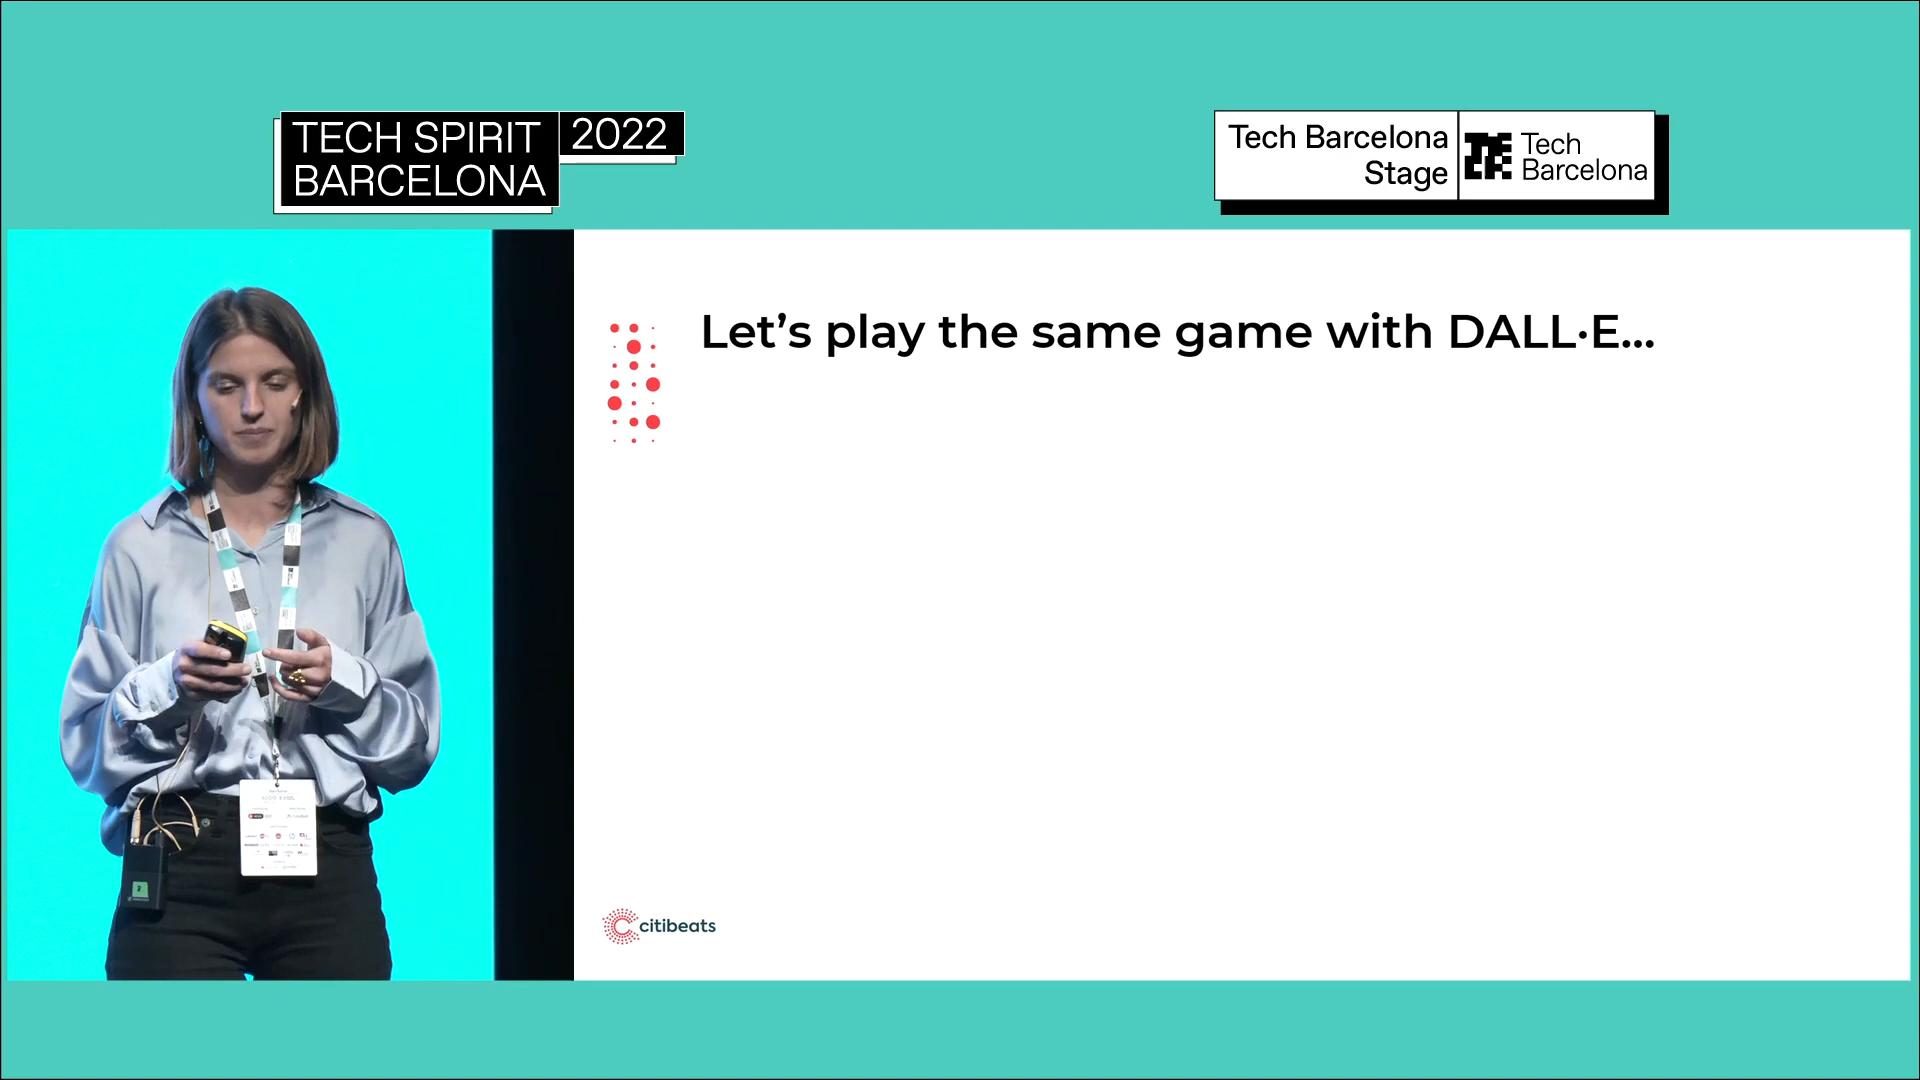 TECH SPIRIT
BARCELONA
2022
Tech Barcelona
Stage
Tech
Barcelona
Let's play the same game with DALL·E...
citibeats